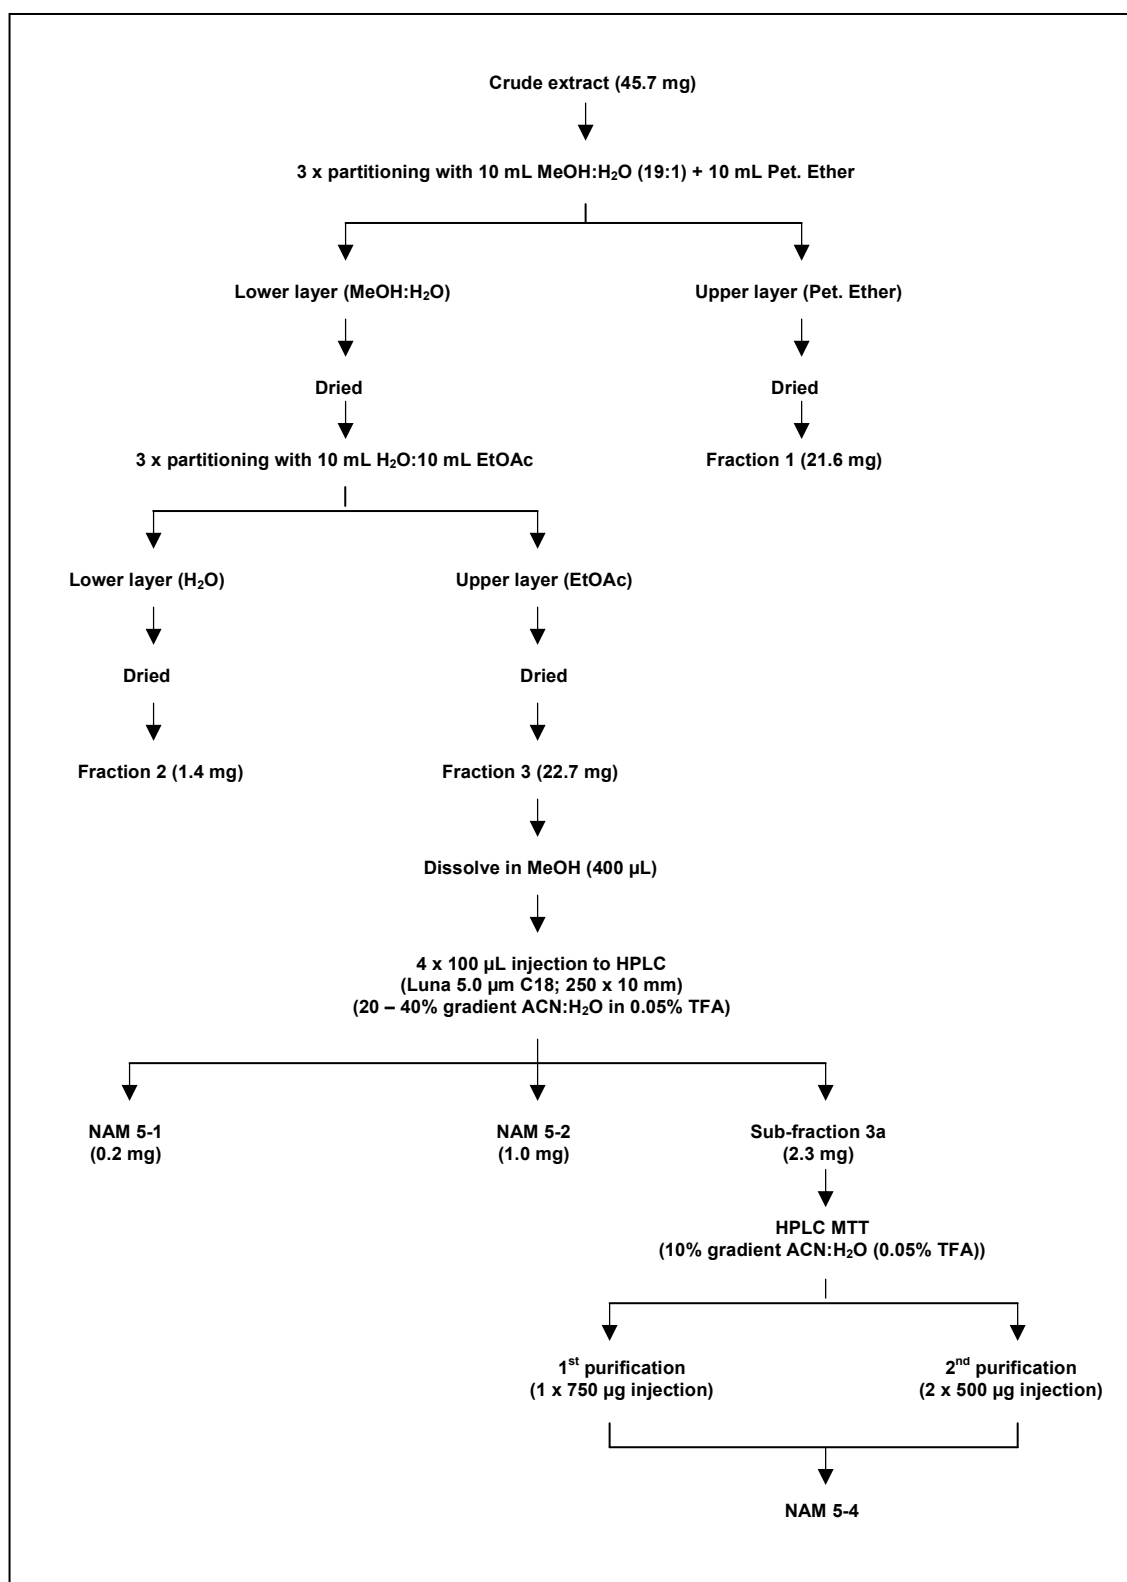 Crude extract (45.7 mg)
3 x partitioning with 10 mL MeOH:H₂O (19:1) + 10 mL Pet. Ether
Lower layer (MeOH:H₂O)
Upper layer (Pet. Ether)
Dried
Dried
3 x partitioning with 10 mL H₂O:10 mL EtOAc
Fraction 1 (21.6 mg)
Lower layer (H₂O)
Upper layer (EtOAc)
Dried
Dried
Fraction 2 (1.4 mg)
Fraction 3 (22.7 mg)
Dissolve in MeOH (400 µL)
4 x 100 µL injection to HPLC
(Luna 5.0 µm C18; 250 x 10 mm)
(20 – 40% gradient ACN:H₂O in 0.05% TFA)
NAM 5-1
(0.2 mg)
NAM 5-2
(1.0 mg)
Sub-fraction 3a
(2.3 mg)
HPLC MTT
(10% gradient ACN:H₂O (0.05% TFA))
1ˢᵗ purification
(1 x 750 µg injection)
2ⁿᵈ purification
(2 x 500 µg injection)
NAM 5-4